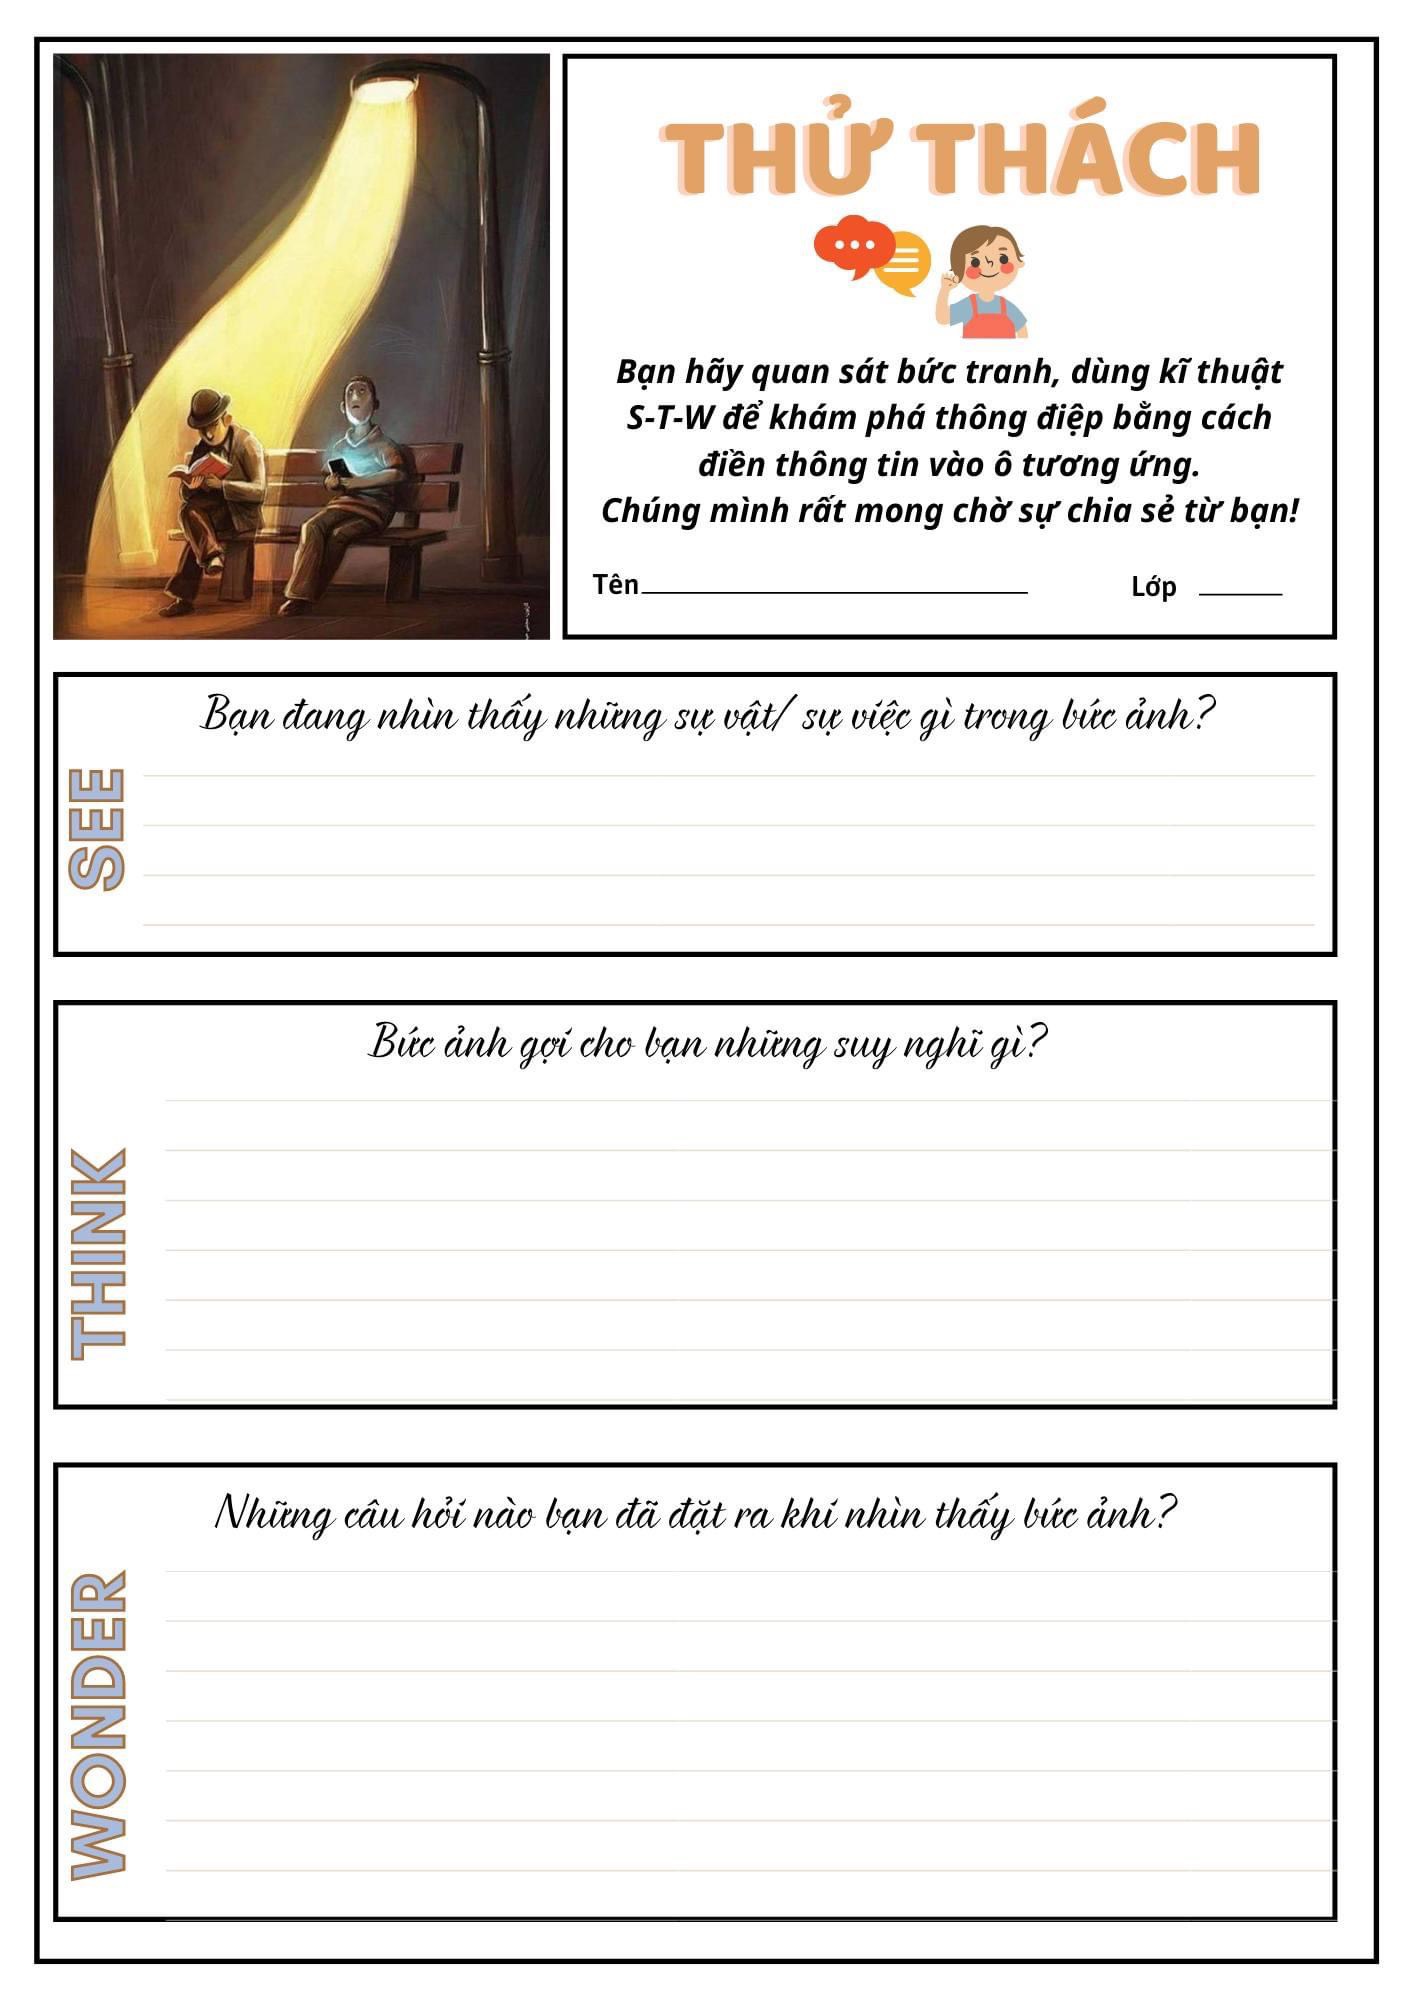 THỬ THÁCH
Bạn hãy quan sát bức tranh, dùng kĩ thuật
S-T-W để khám phá thông điệp bằng cách
điền thông tin vào ô tương ứng.
Chúng mình rất mong chờ sự chia sẻ từ bạn!
Tên Lớp
SEE
Bạn đang nhìn thấy những sự vật/ sự việc gì trong bức ảnh?
THINK
Bức ảnh gợi cho bạn những suy nghĩ gì?
WONDER
Những câu hỏi nào bạn đã đặt ra khi nhìn thấy bức ảnh?